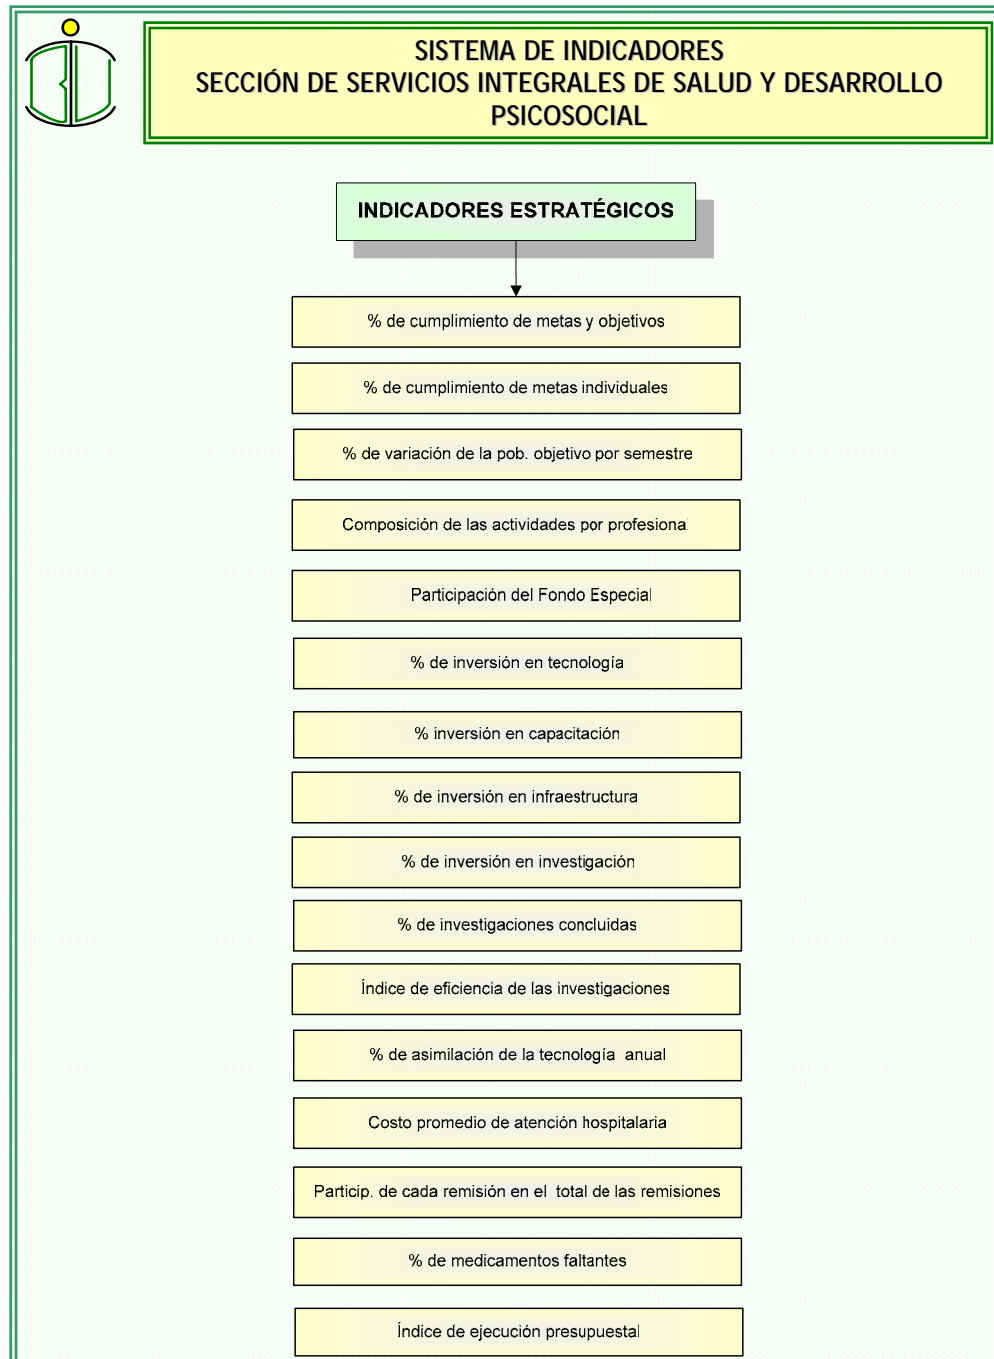 SISTEMA DE INDICADORES
SECCIÓN DE SERVICIOS INTEGRALES DE SALUD Y DESARROLLO
PSICOSOCIAL
INDICADORES ESTRATÉGICOS
% de cumplimiento de metas y objetivos
% de cumplimiento de metas individuales
% de variación de la pob. objetivo por semestre
Composición de las actividades por profesional
Participación del Fondo Especial
% de inversión en tecnología
% inversión en capacitación
% de inversión en infraestructura
% de inversión en investigación
% de investigaciones concluidas
Índice de eficiencia de las investigaciones
% de asimilación de la tecnología anual
Costo promedio de atención hospitalaria
Particip. de cada remisión en el total de las remisiones
% de medicamentos faltantes
Índice de ejecución presupuestal